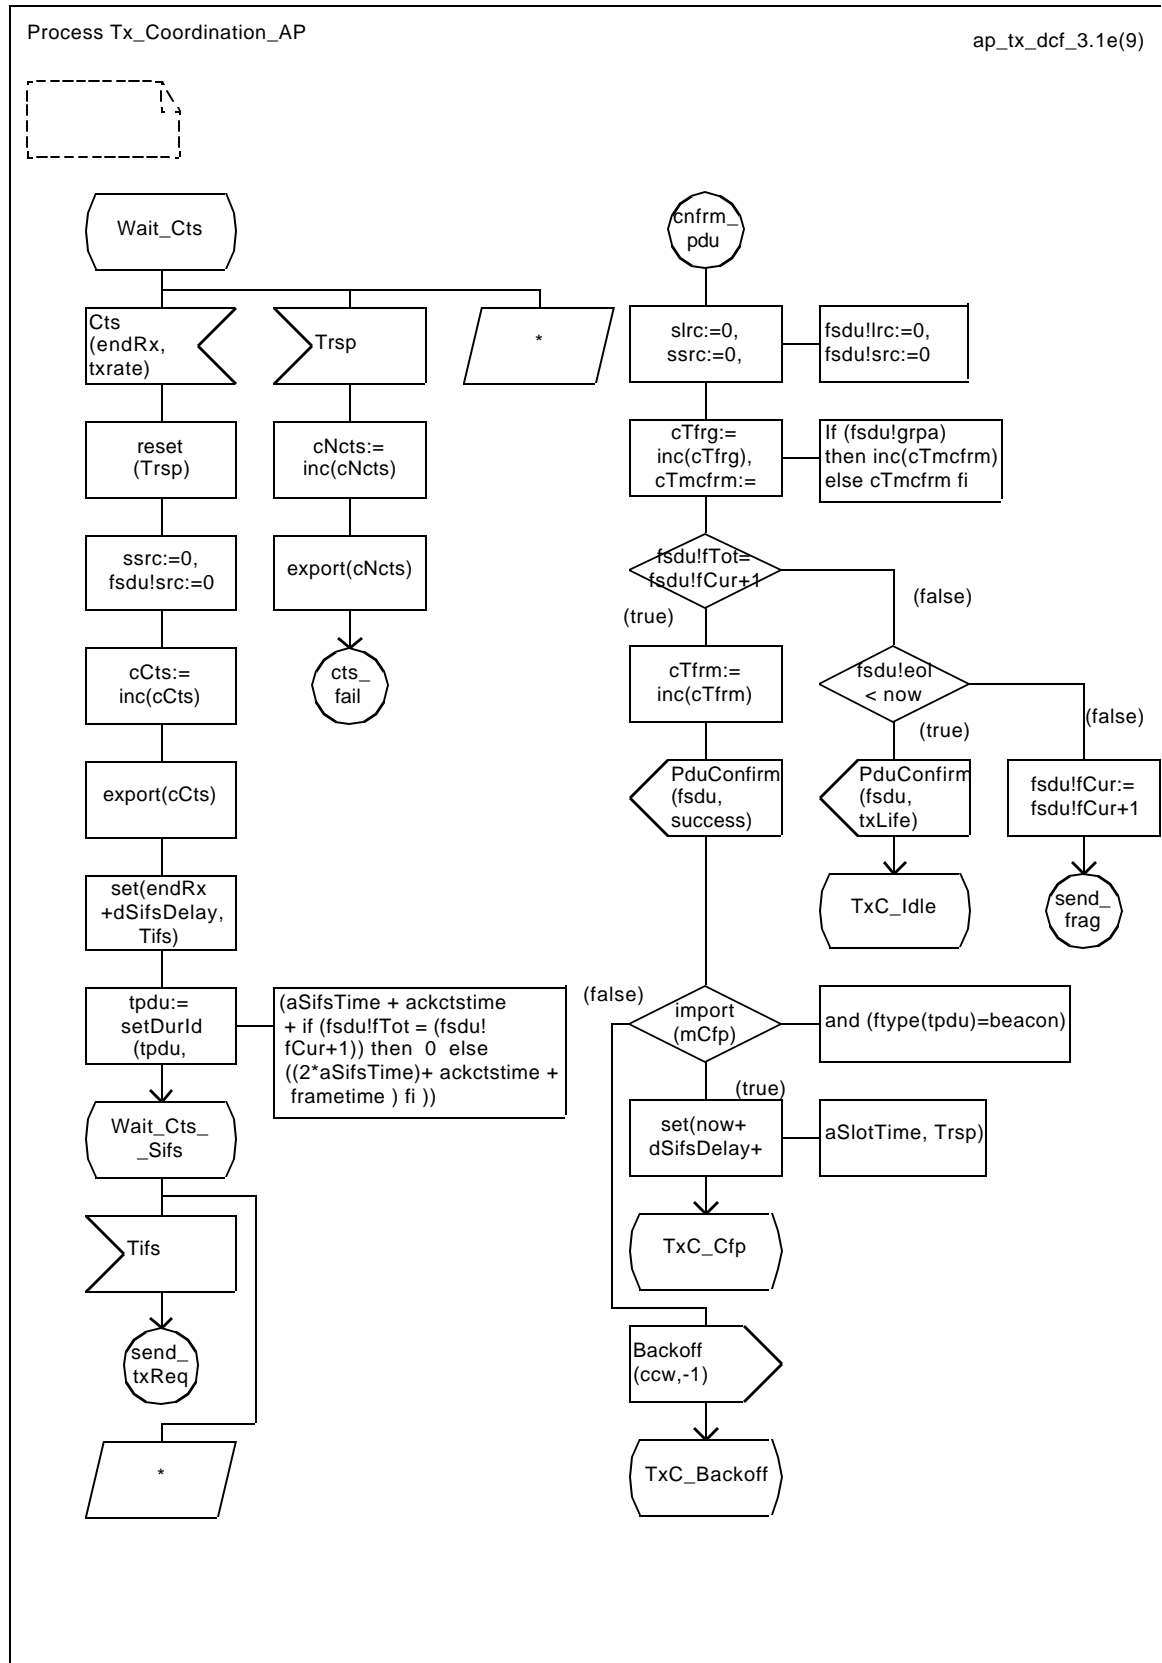 Process Tx_Coordination_AP
ap_tx_dcf_3.1e(9)
Wait_Cts
Cts
(endRx,
txrate)
Trsp
*
reset
(Trsp)
cNcts:=
inc(cNcts)
ssrc:=0,
fsdu!src:=0
export(cNcts)
cCts:=
inc(cCts)
cts_
fail
export(cCts)
set(endRx
+dSifsDelay,
Tifs)
tpdu:=
setDurId
(tpdu,
(aSifsTime + ackctstime
+ if (fsdu!fTot = (fsdu!
fCur+1)) then 0 else
((2*aSifsTime)+ ackctstime +
frametime ) fi ))
Wait_Cts_
_Sifs
Tifs
send_
txReq
*
cnfrm_
pdu
slrc:=0,
ssrc:=0,
fsdu!lrc:=0,
fsdu!src:=0
cTfrg:=
inc(cTfrg),
cTmcfrm:=
If (fsdu!grpa)
then inc(cTmcfrm)
else cTmcfrm fi
fsdu!fTot=
fsdu!fCur+1
(true)
(false)
cTfrm:=
inc(cTfrm)
fsdu!eol
< now
(true)
(false)
PduConfirm
(fsdu,
success)
PduConfirm
(fsdu,
txLife)
fsdu!fCur:=
fsdu!fCur+1
TxC_Idle
send_
frag
(false)
import
(mCfp)
and (ftype(tpdu)=beacon)
(true)
set(now+
dSifsDelay+
aSlotTime, Trsp)
TxC_Cfp
Backoff
(ccw,-1)
TxC_Backoff